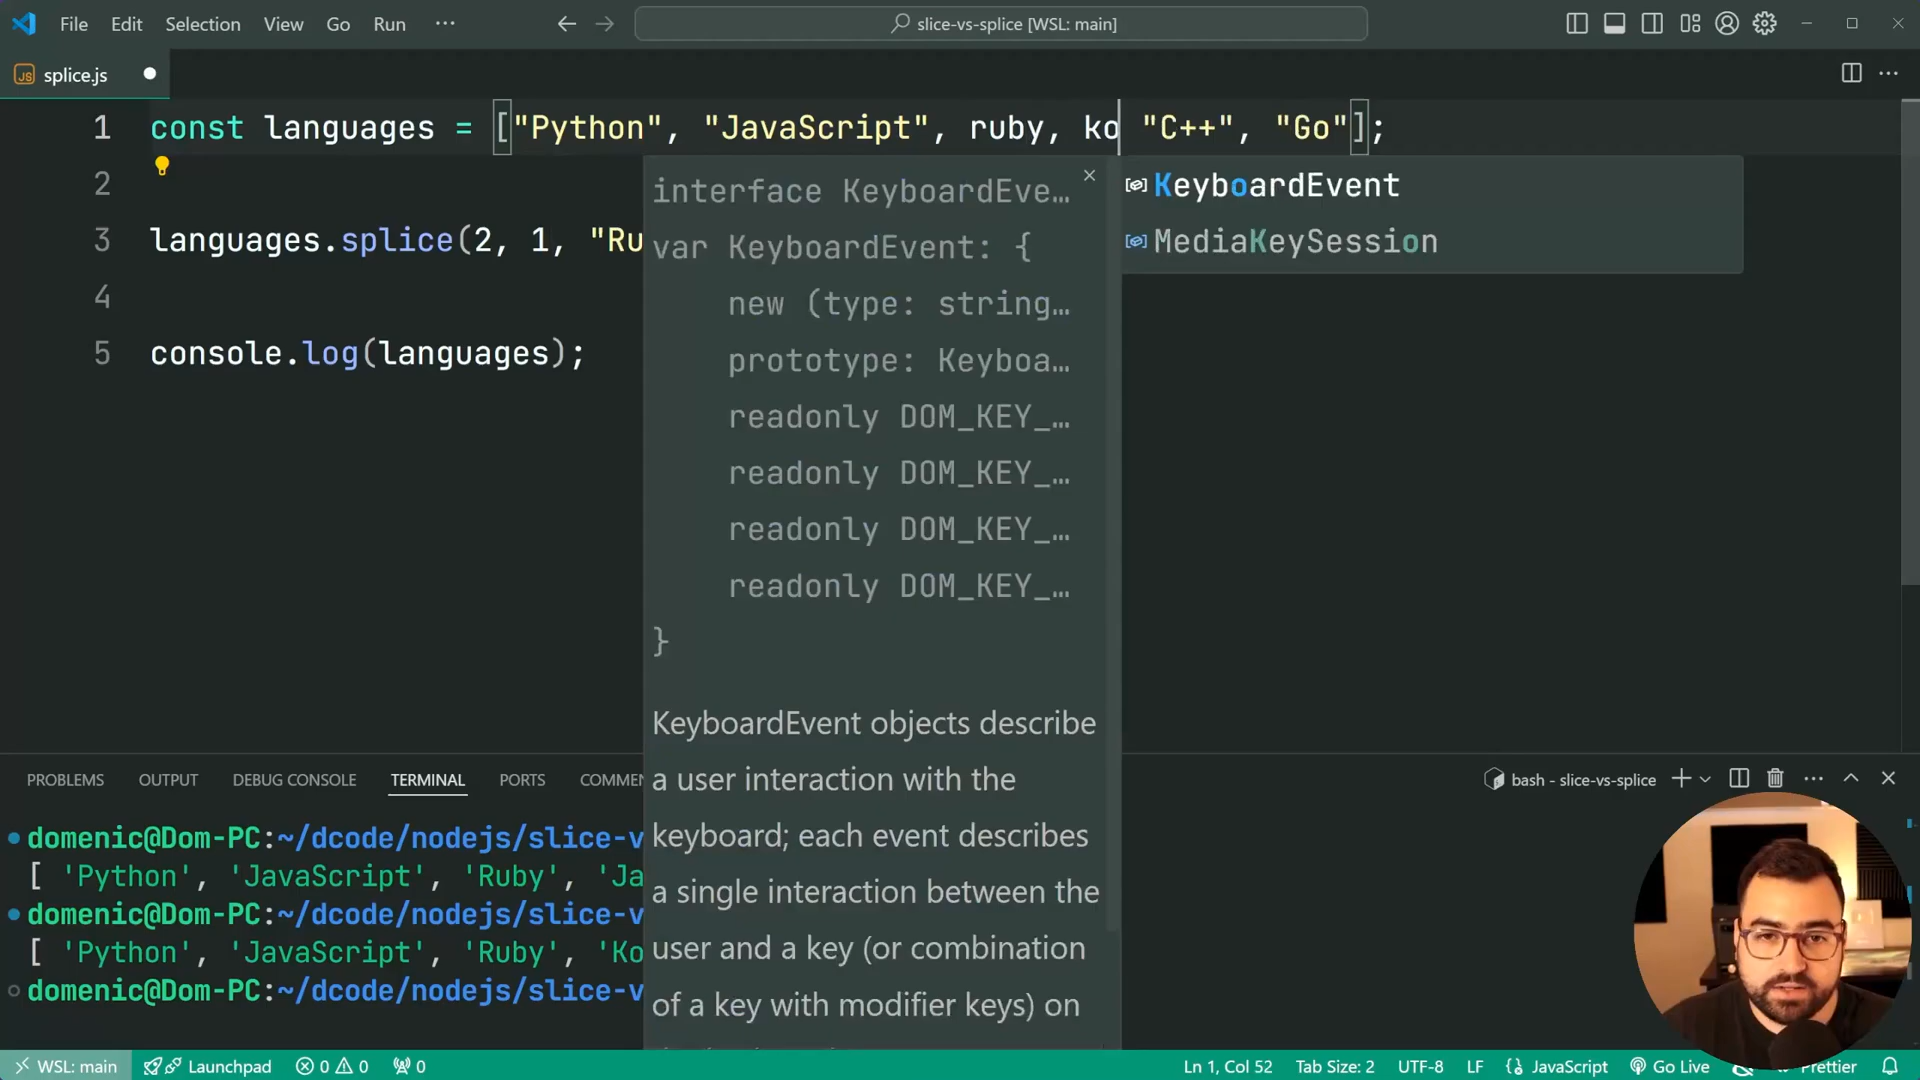 File Edit Selection View Go Run ··· slice-vs-splice [WSL: main]
JS splice.js
1 const languages = ["Python", "JavaScript", ruby, ko "C++", "Go"];
2
3 languages.splice(2, 1, "Ru
4
5 console.log(languages);
interface KeyboardEve…
var KeyboardEvent: {
new (type: string…
prototype: Keyboa…
readonly DOM_KEY_…
readonly DOM_KEY_…
readonly DOM_KEY_…
readonly DOM_KEY_…
}
KeyboardEvent objects describe
a user interaction with the
keyboard; each event describes
a single interaction between the
user and a key (or combination
of a key with modifier keys) on
KeyboardEvent
MediaKeySession
PROBLEMS OUTPUT DEBUG CONSOLE TERMINAL PORTS COMMEN bash - slice-vs-splice
domenic@Dom-PC:~/dcode/nodejs/slice-v
[ 'Python', 'JavaScript', 'Ruby', 'Ja
domenic@Dom-PC:~/dcode/nodejs/slice-v
[ 'Python', 'JavaScript', 'Ruby', 'Ko
domenic@Dom-PC:~/dcode/nodejs/slice-v
WSL: main Launchpad 0 0 0 Ln 1, Col 52 Tab Size: 2 UTF-8 LF {} JavaScript Go Live Prettier